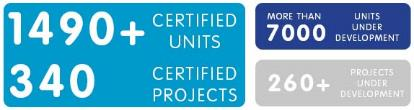 1490+ CERTIFIED
UNITS
340 CERTIFIED
PROJECTS
MORE THAN
7000 UNITS
UNDER
DEVELOPMENT
260+ PROJECTS
UNDER
DEVELOPMENT